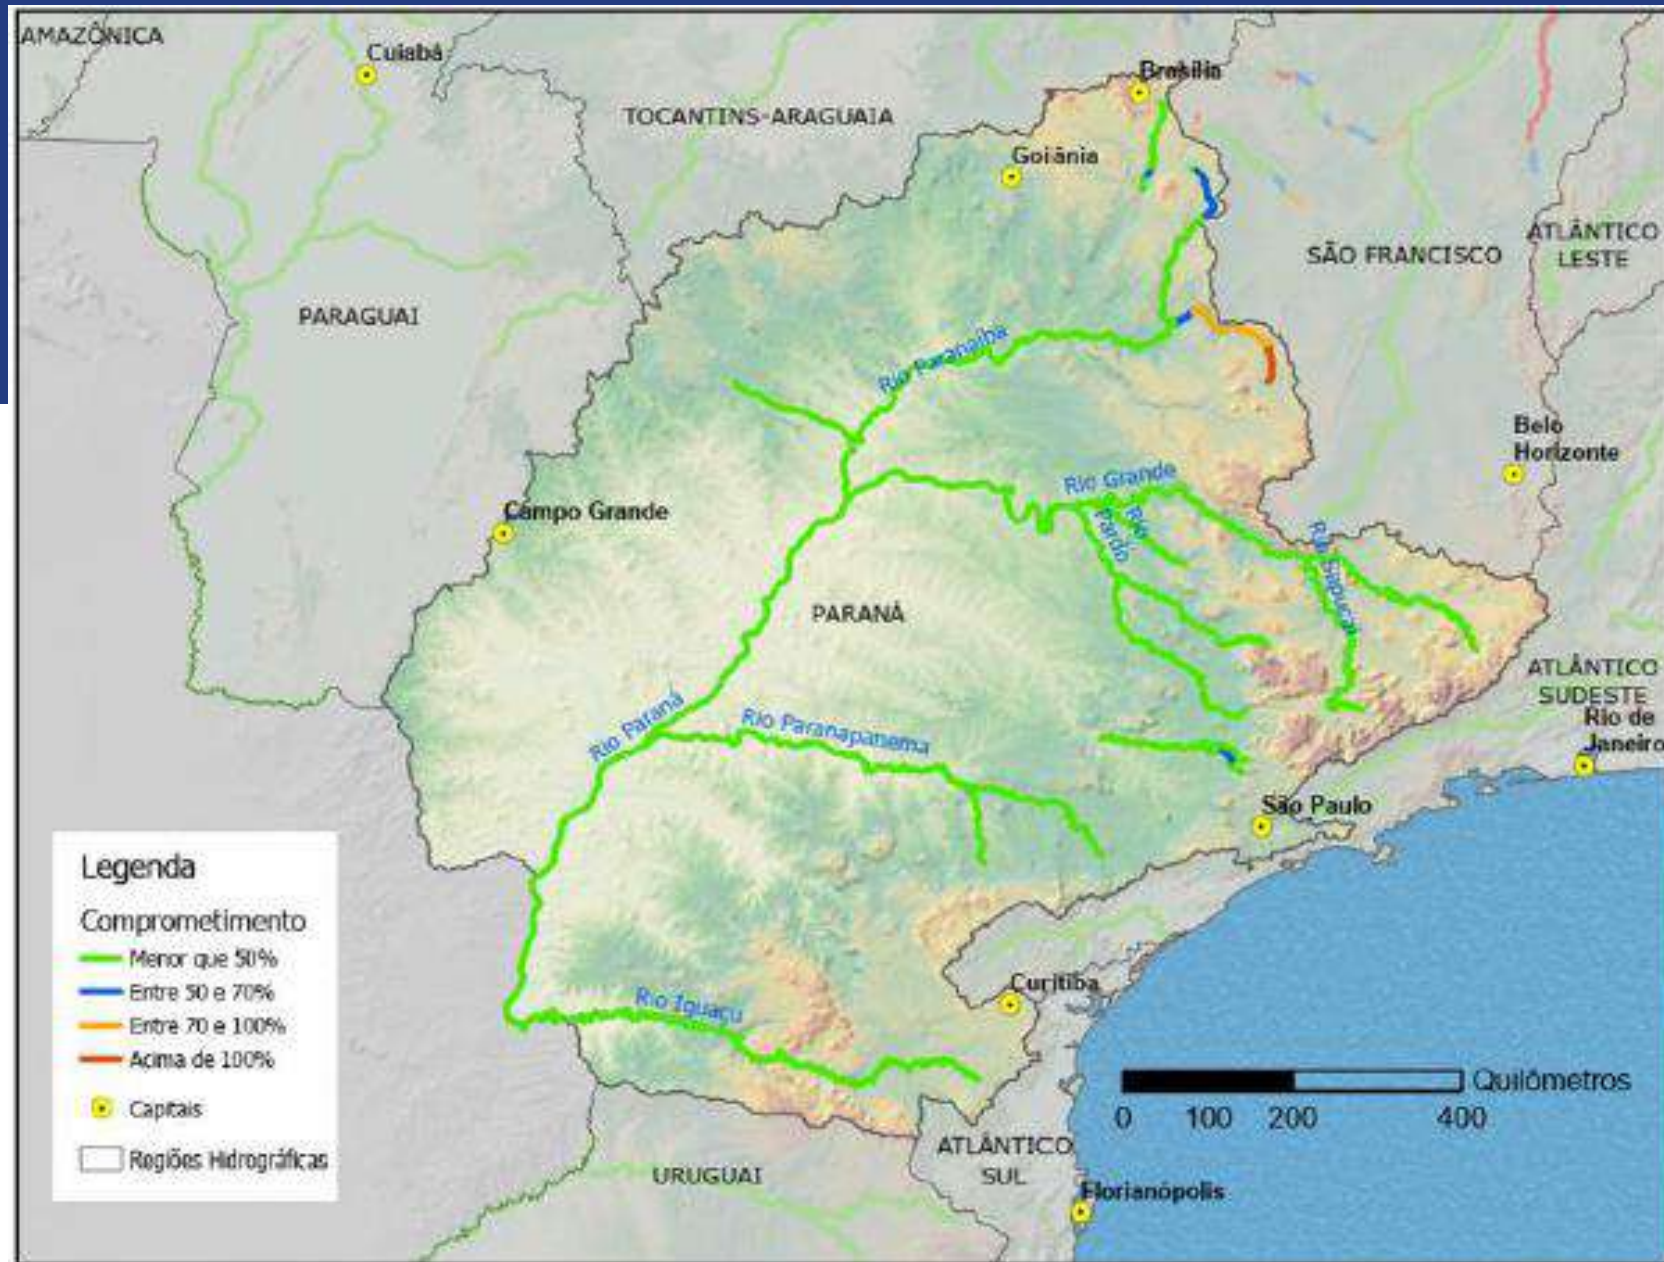 AMAZÔNICA
Cuiabá
TOCANTINS-ARAGUAIA
Brasília
Goiânia
SÃO FRANCISCO
ATLÂNTICO
LESTE
PARAGUAI
Rio Paranaíba
Belo
Horizonte
Campo Grande
Rio Grande
Rio
Pardo
Rio Sapucaí
PARANÁ
ATLÂNTICO
SUDESTE
Rio de
Janeiro
Rio Paraná
Rio Paranapanema
São Paulo
Curitiba
Rio Iguaçu
Legenda
Comprometimento
Menor que 50%
Entre 50 e 70%
Entre 70 e 100%
Acima de 100%
Capitais
Regiões Hidrográficas
Quilômetros
0 100 200 400
ATLÂNTICO
SUL
URUGUAI
Florianópolis